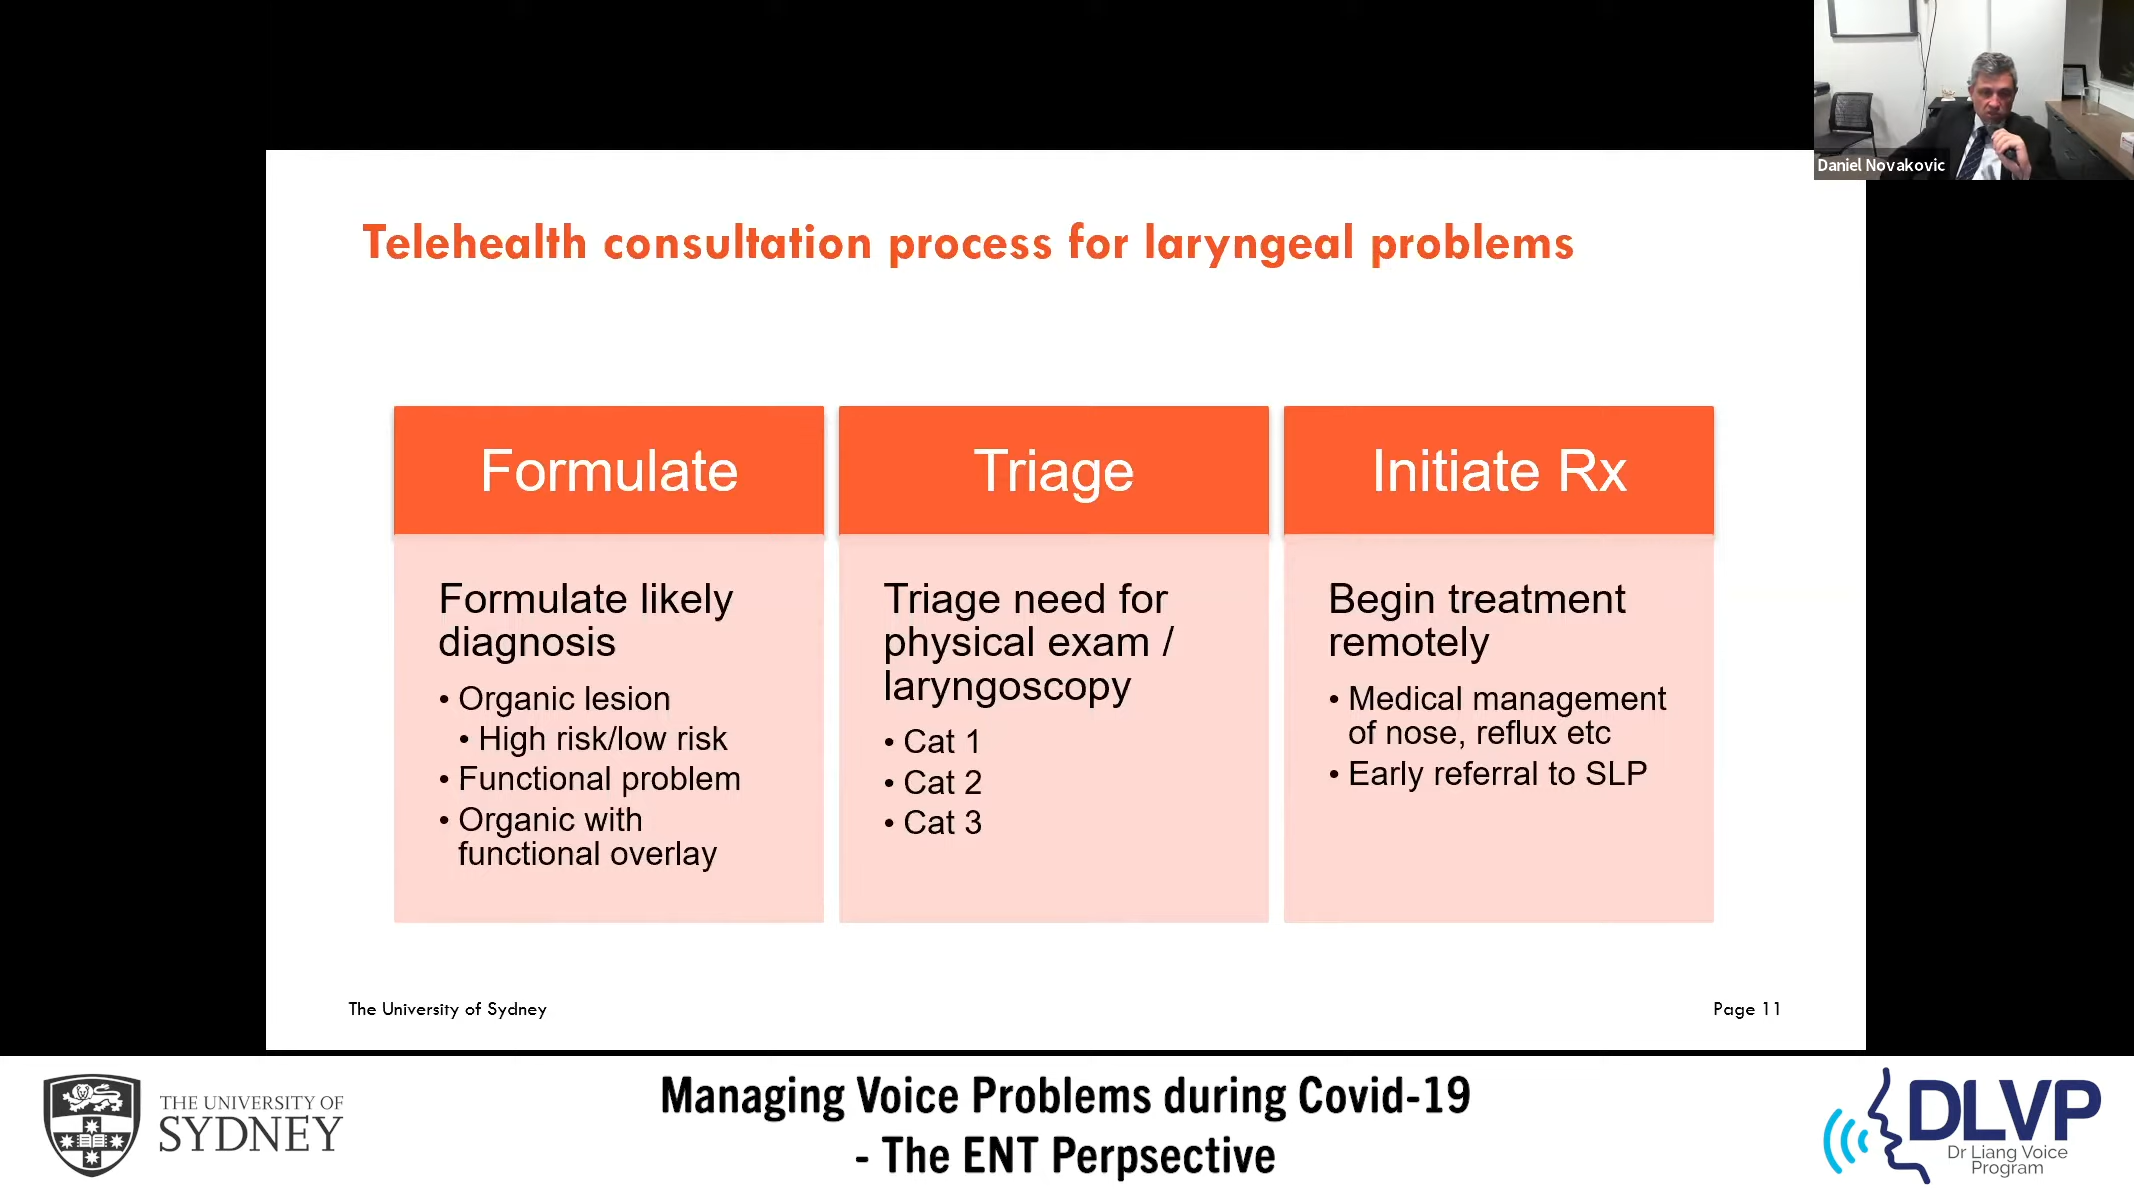 Daniel Novakovic
Telehealth consultation process for laryngeal problems
Formulate
Formulate likely
diagnosis
• Organic lesion
• High risk/low risk
• Functional problem
• Organic with
functional overlay
Triage
Triage need for
physical exam /
laryngoscopy
• Cat 1
• Cat 2
• Cat 3
Initiate Rx
Begin treatment
remotely
• Medical management
of nose, reflux etc
• Early referral to SLP
The University of Sydney
Page 11
THE UNIVERSITY OF
SYDNEY
Managing Voice Problems during Covid-19
- The ENT Perpsective
DLVP
Dr Liang Voice
Program